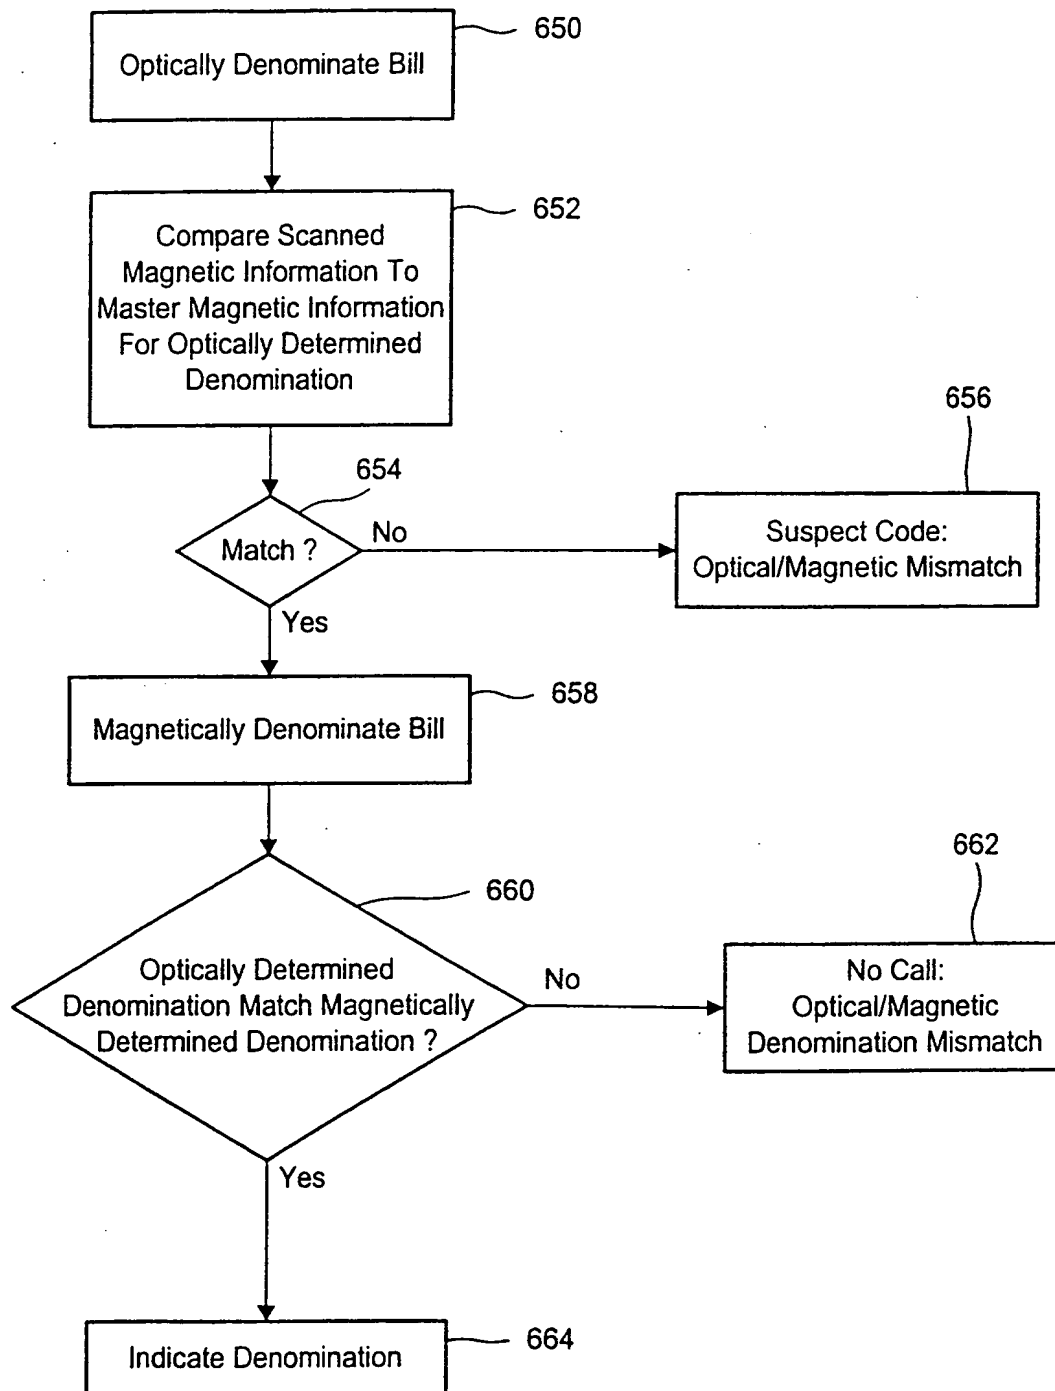 650
Optically Denominate Bill
652
Compare Scanned
Magnetic Information To
Master Magnetic Information
For Optically Determined
Denomination
654
Match ?
No
Yes
656
Suspect Code:
Optical/Magnetic Mismatch
658
Magnetically Denominate Bill
660
Optically Determined
Denomination Match Magnetically
Determined Denomination ?
No
Yes
662
No Call:
Optical/Magnetic
Denomination Mismatch
664
Indicate Denomination